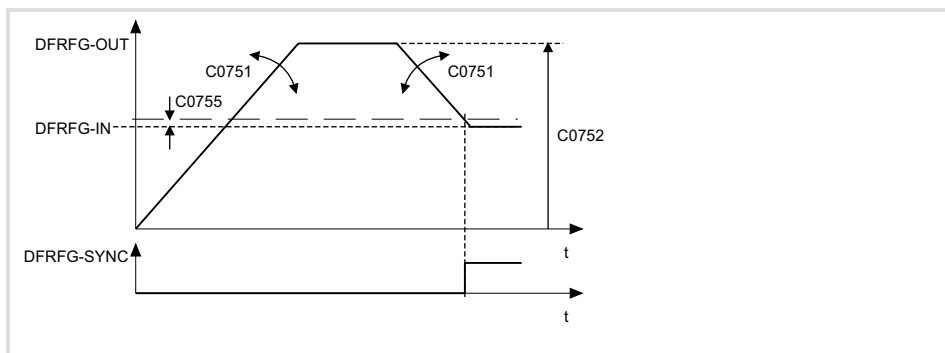 DFRFG-OUT
C0751
C0751
C0755
DFRFG-IN
C0752
t
DFRFG-SYNC
t